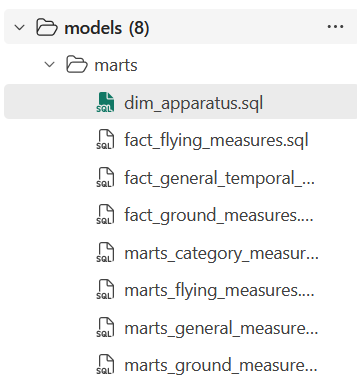 models (8)
marts
SQL dim_apparatus.sql
SQL fact_flying_measures.sql
SQL fact_general_temporal_...
SQL fact_ground_measures....
SQL marts_category_measur...
SQL marts_flying_measures....
SQL marts_general_measure...
SQL marts_ground_measure...